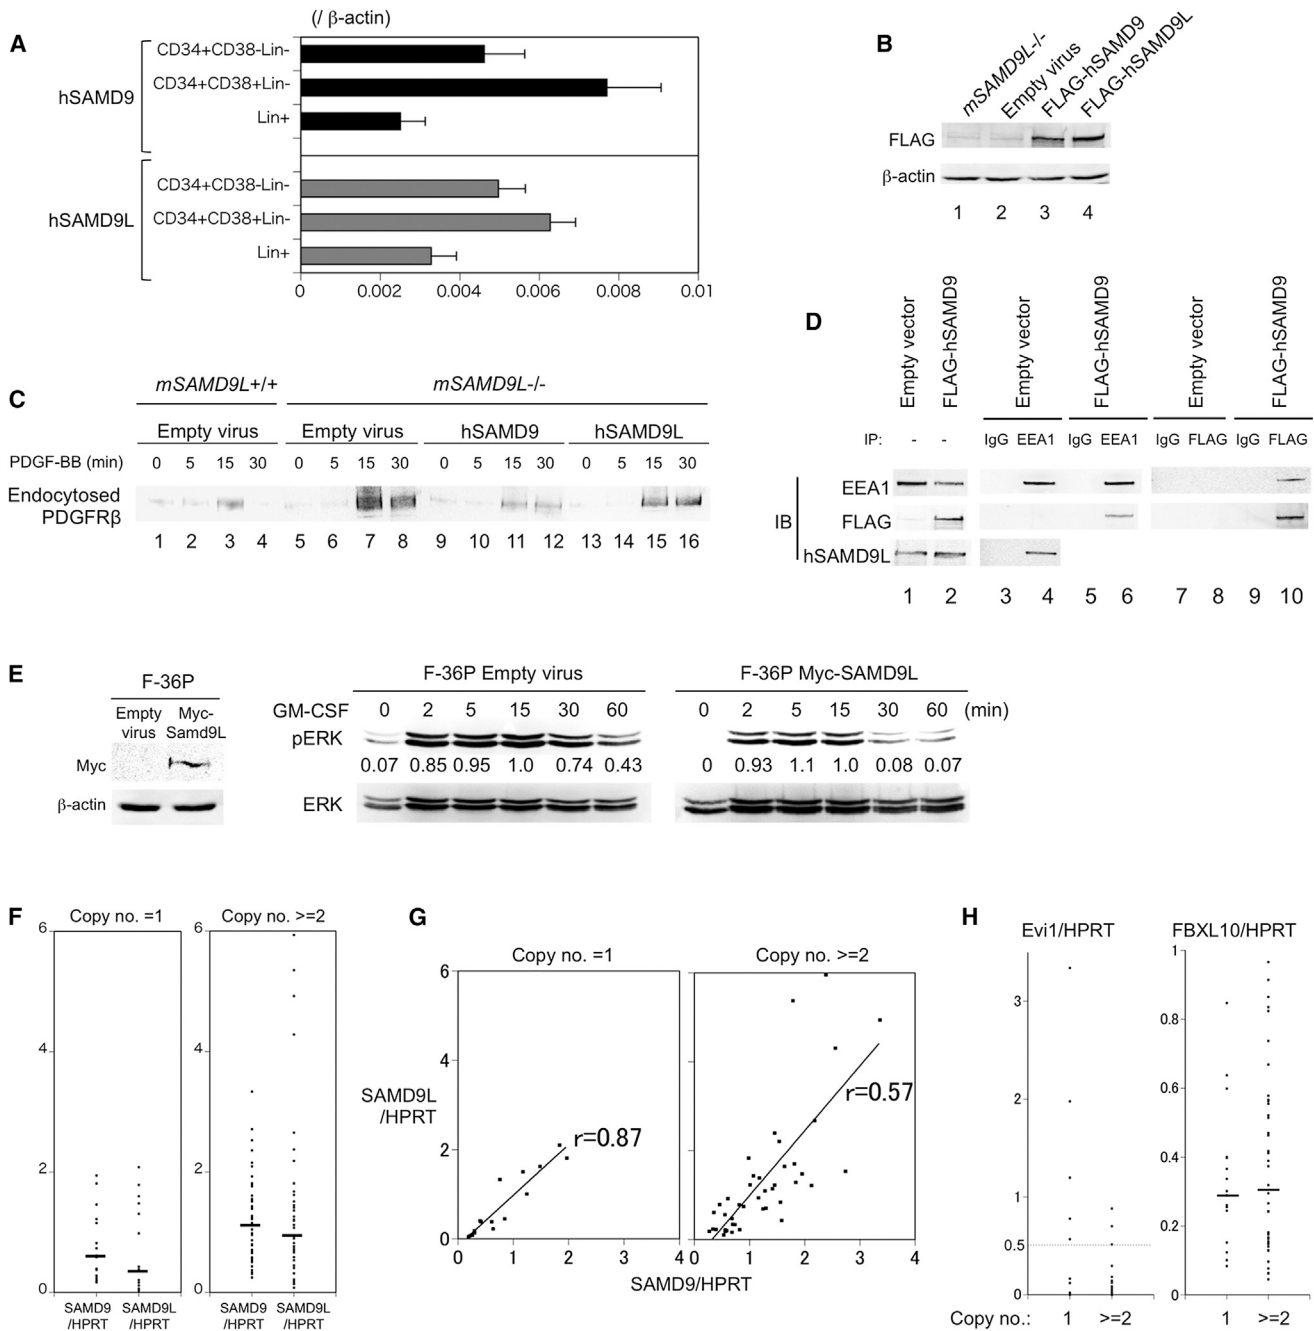 A
(/ β-actin)
hSAMD9
CD34+CD38-Lin-
CD34+CD38+Lin-
Lin+
hSAMD9L
CD34+CD38-Lin-
CD34+CD38+Lin-
Lin+
0 0.002 0.004 0.006 0.008 0.01
B
mSAMD9L-/-
Empty virus
FLAG-hSAMD9
FLAG-hSAMD9L
FLAG
β-actin
1 2 3 4
C
mSAMD9L+/+ mSAMD9L-/-
Empty virus Empty virus hSAMD9 hSAMD9L
PDGF-BB (min) 0 5 15 30 0 5 15 30 0 5 15 30 0 5 15 30
Endocytosed
PDGFRβ
1 2 3 4 5 6 7 8 9 10 11 12 13 14 15 16
D
Empty vector
FLAG-hSAMD9
Empty vector
FLAG-hSAMD9
Empty vector
FLAG-hSAMD9
IP: - - IgG EEA1 IgG EEA1 IgG FLAG IgG FLAG
IB
EEA1
FLAG
hSAMD9L
1 2 3 4 5 6 7 8 9 10
E
F-36P
Empty virus
Myc-Samd9L
Myc
β-actin
F-36P Empty virus F-36P Myc-SAMD9L
GM-CSF 0 2 5 15 30 60 0 2 5 15 30 60 (min)
pERK
0.07 0.85 0.95 1.0 0.74 0.43 0 0.93 1.1 1.0 0.08 0.07
ERK
F
Copy no. =1 Copy no. >=2
6 6
4 4
2 2
0 0
SAMD9 SAMD9L SAMD9 SAMD9L
/HPRT /HPRT /HPRT /HPRT
G
Copy no. =1 Copy no. >=2
6
4
SAMD9L
/HPRT
2
0
r=0.87
r=0.57
0 1 2 3 4 0 1 2 3 4
SAMD9/HPRT
H
Evi1/HPRT FBXL10/HPRT
3
2
1
0.5
0
1
0.8
0.6
0.4
0.2
0
Copy no.: 1 >=2 1 >=2